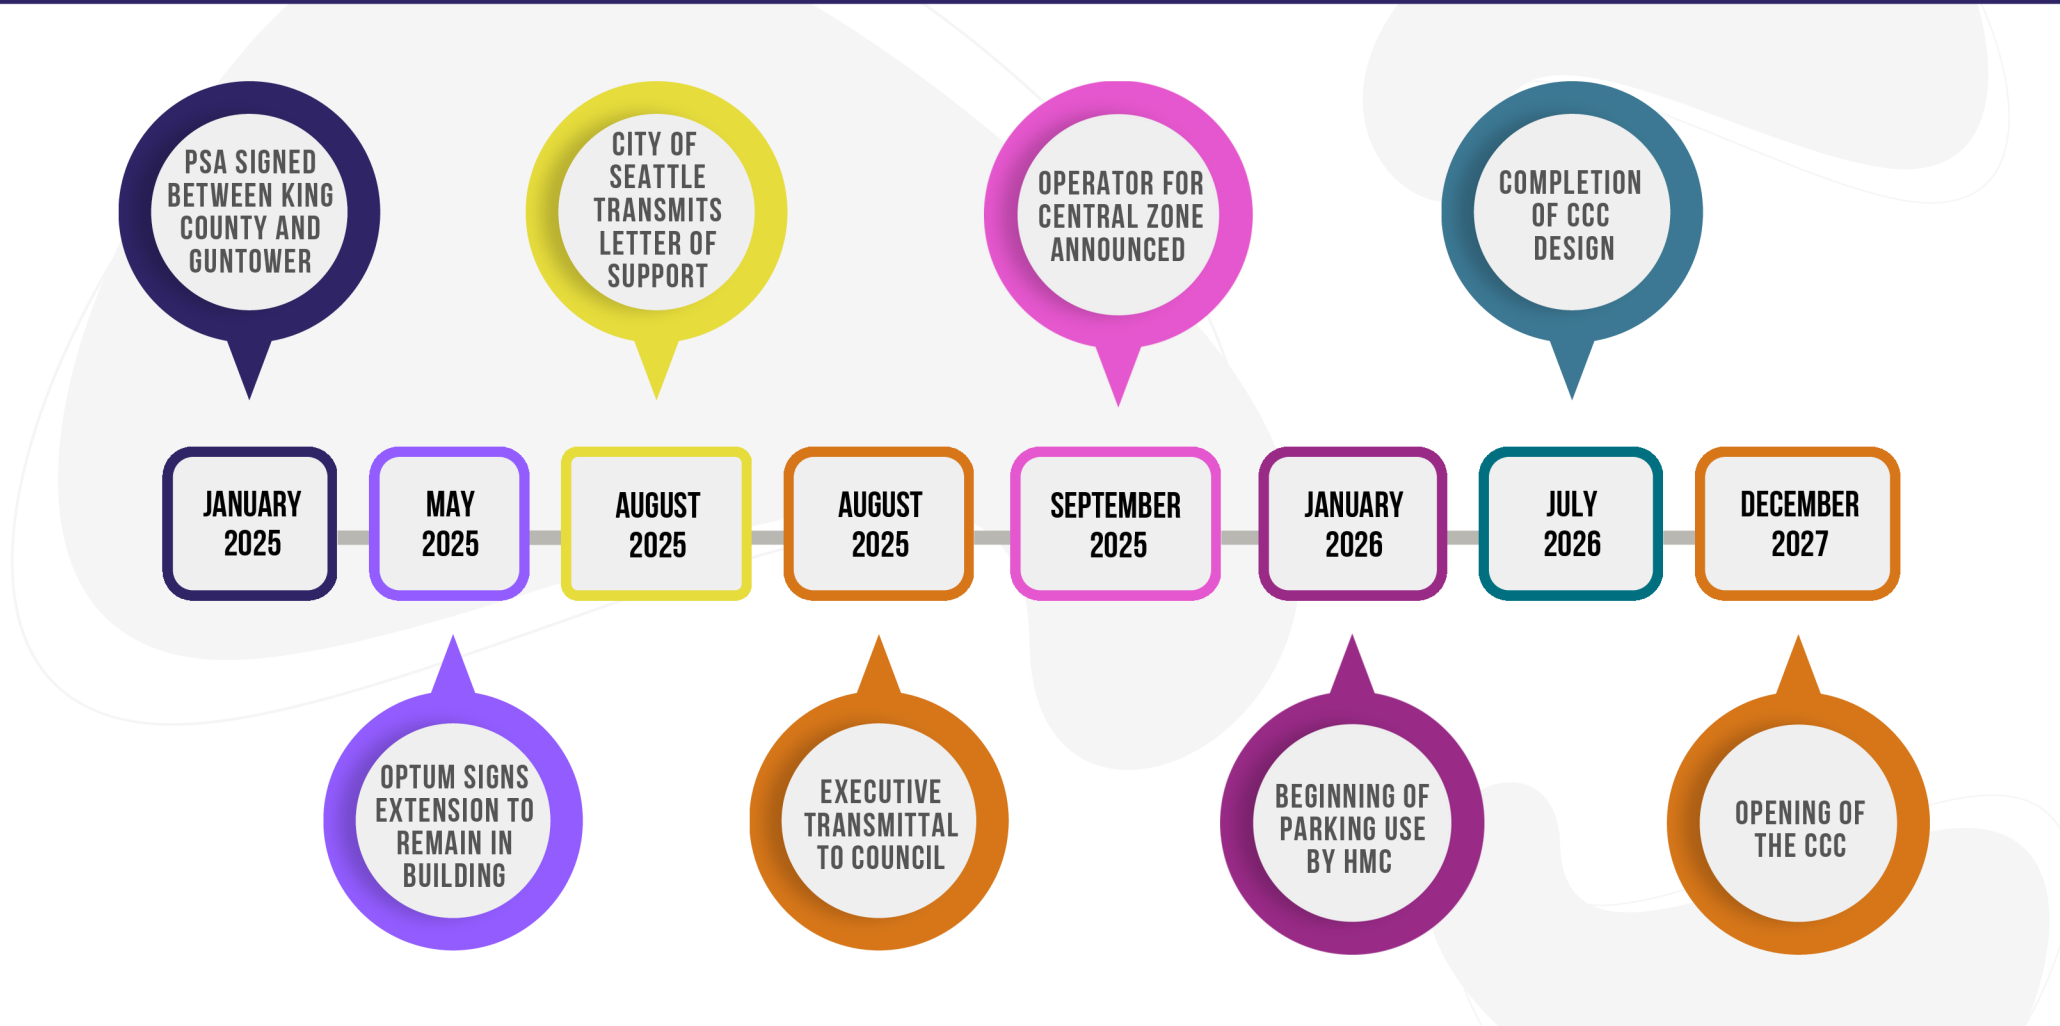 PSA SIGNED
BETWEEN KING
COUNTY AND
GUNTOWER
CITY OF
SEATTLE
TRANSMITS
LETTER OF
SUPPORT
OPERATOR FOR
CENTRAL ZONE
ANNOUNCED
COMPLETION
OF CCC
DESIGN
JANUARY
2025
MAY
2025
AUGUST
2025
AUGUST
2025
SEPTEMBER
2025
JANUARY
2026
JULY
2026
DECEMBER
2027
OPTUM SIGNS
EXTENSION TO
REMAIN IN
BUILDING
EXECUTIVE
TRANSMITTAL
TO COUNCIL
BEGINNING OF
PARKING USE
BY HMC
OPENING OF
THE CCC